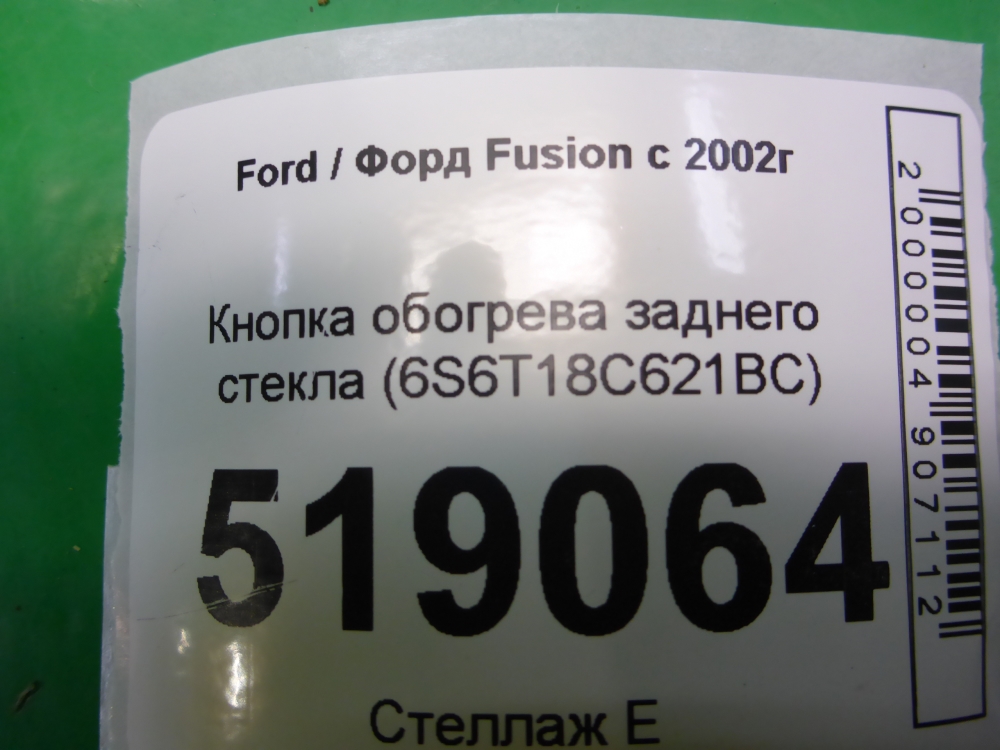 Ford / Форд Fusion с 2002г
Кнопка обогрева заднего
стекла (6S6T18C621BC)
519064
Стеллаж Е
2000004907112